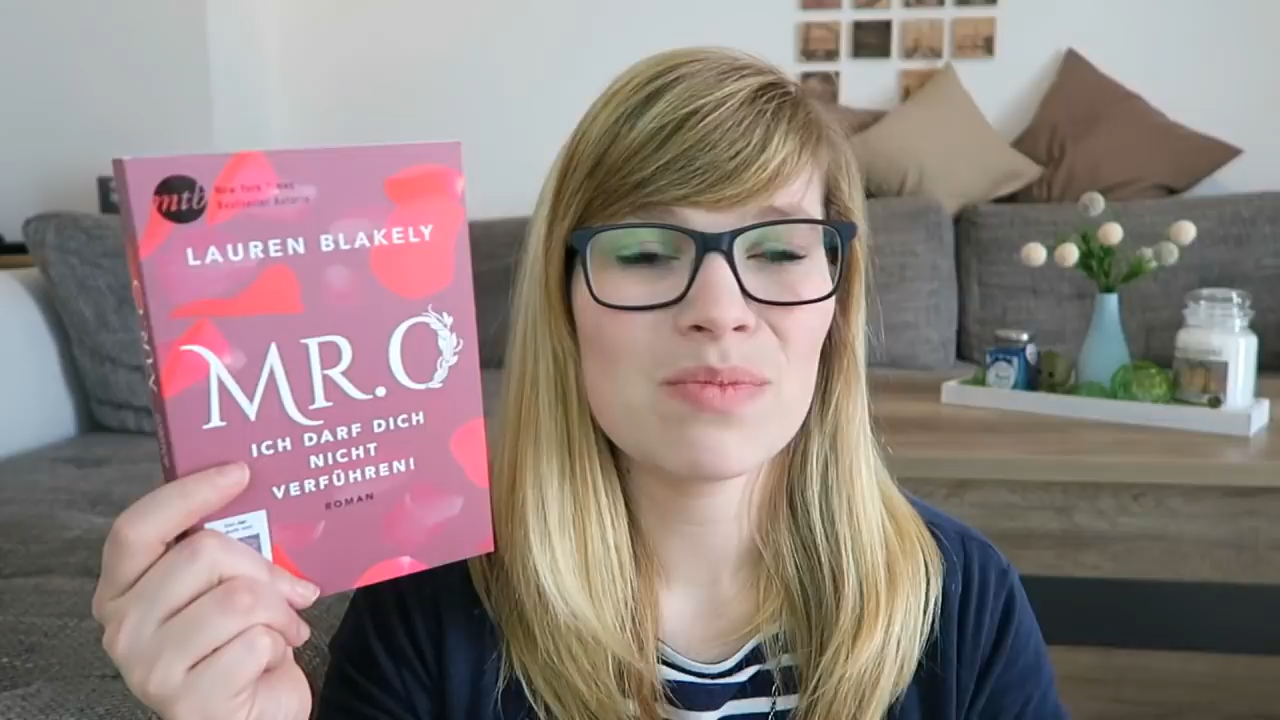 mtb
New York Times
Bestseller Autorin
LAUREN BLAKELY
MR. O
ICH DARF DICH
NICHT
VERFÜHREN!
ROMAN